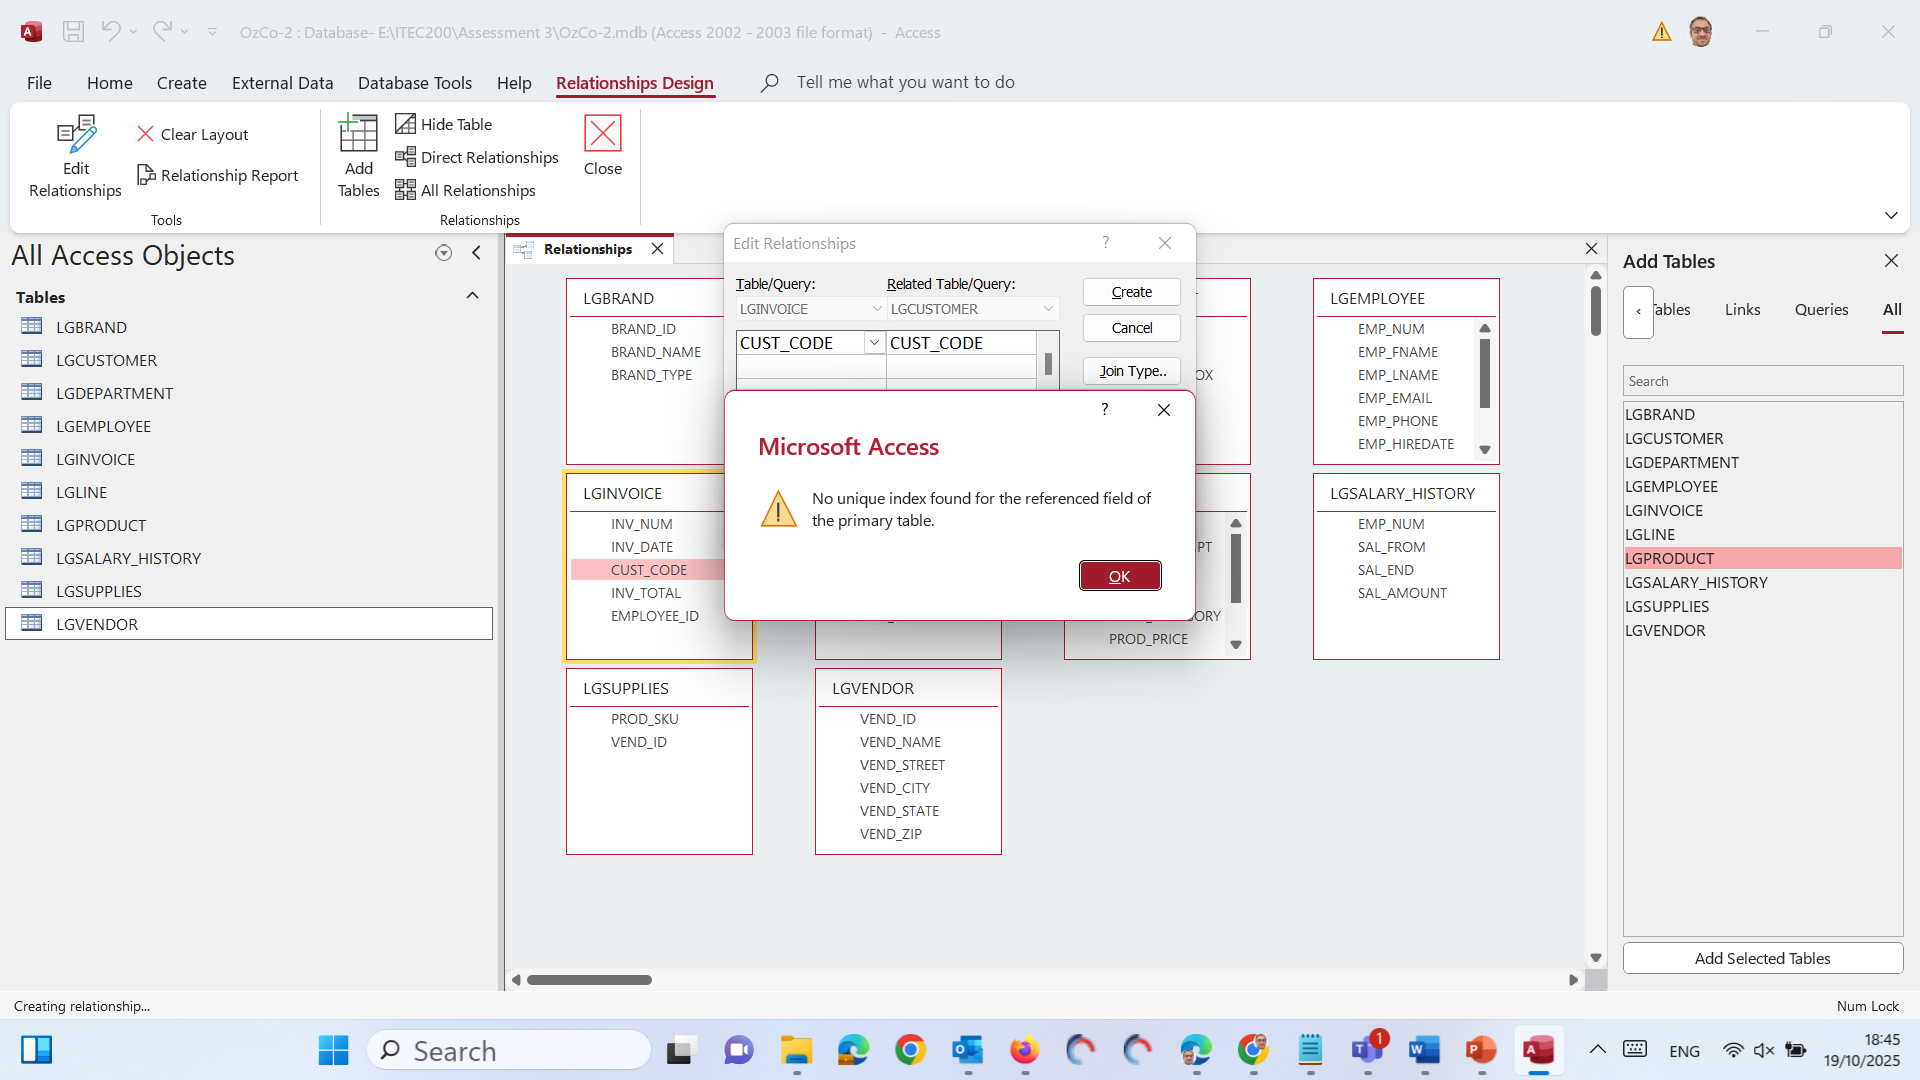 OzCo-2 : Database- E:\ITEC200\Assessment 3\OzCo-2.mdb (Access 2002 - 2003 file format) - Access
File Home Create External Data Database Tools Help Relationships Design Tell me what you want to do
Edit Relationships
Clear Layout
Relationship Report
Tools
Add Tables
Hide Table
Direct Relationships
All Relationships
Close
Relationships
All Access Objects
Tables
LGBRAND
LGCUSTOMER
LGDEPARTMENT
LGEMPLOYEE
LGINVOICE
LGLINE
LGPRODUCT
LGSALARY_HISTORY
LGSUPPLIES
LGVENDOR
Relationships
LGBRAND
BRAND_ID
BRAND_NAME
BRAND_TYPE
Edit Relationships
?
Table/Query:
Related Table/Query:
LGINVOICE
LGCUSTOMER
CUST_CODE
CUST_CODE
Create
Cancel
Join Type..
?
Microsoft Access
No unique index found for the referenced field of
the primary table.
OK
LGEMPLOYEE
EMP_NUM
EMP_FNAME
EMP_LNAME
EMP_EMAIL
EMP_PHONE
EMP_HIREDATE
OX
LGINVOICE
INV_NUM
INV_DATE
CUST_CODE
INV_TOTAL
EMPLOYEE_ID
PT
ORY
PROD_PRICE
LGSALARY_HISTORY
EMP_NUM
SAL_FROM
SAL_END
SAL_AMOUNT
LGSUPPLIES
PROD_SKU
VEND_ID
LGVENDOR
VEND_ID
VEND_NAME
VEND_STREET
VEND_CITY
VEND_STATE
VEND_ZIP
Add Tables
ables Links Queries All
Search
LGBRAND
LGCUSTOMER
LGDEPARTMENT
LGEMPLOYEE
LGINVOICE
LGLINE
LGPRODUCT
LGSALARY_HISTORY
LGSUPPLIES
LGVENDOR
Add Selected Tables
Creating relationship...
Num Lock
Search
1
ENG
18:45
19/10/2025